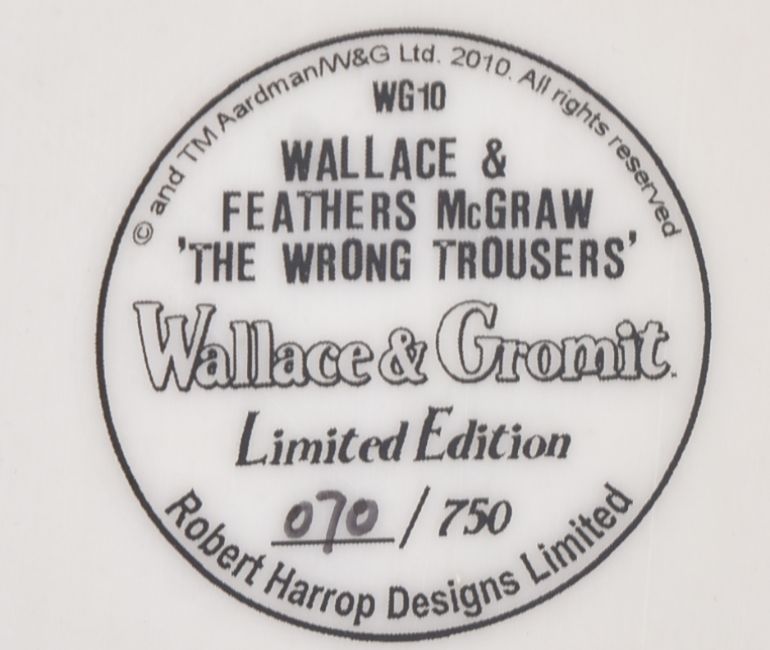 © and TM Aardman/W&G Ltd. 2010. All rights reserved
WG10
WALLACE &
FEATHERS McGRAW
'THE WRONG TROUSERS'
Wallace & Gromit™
Limited Edition
070 / 750
Robert Harrop Designs Limited